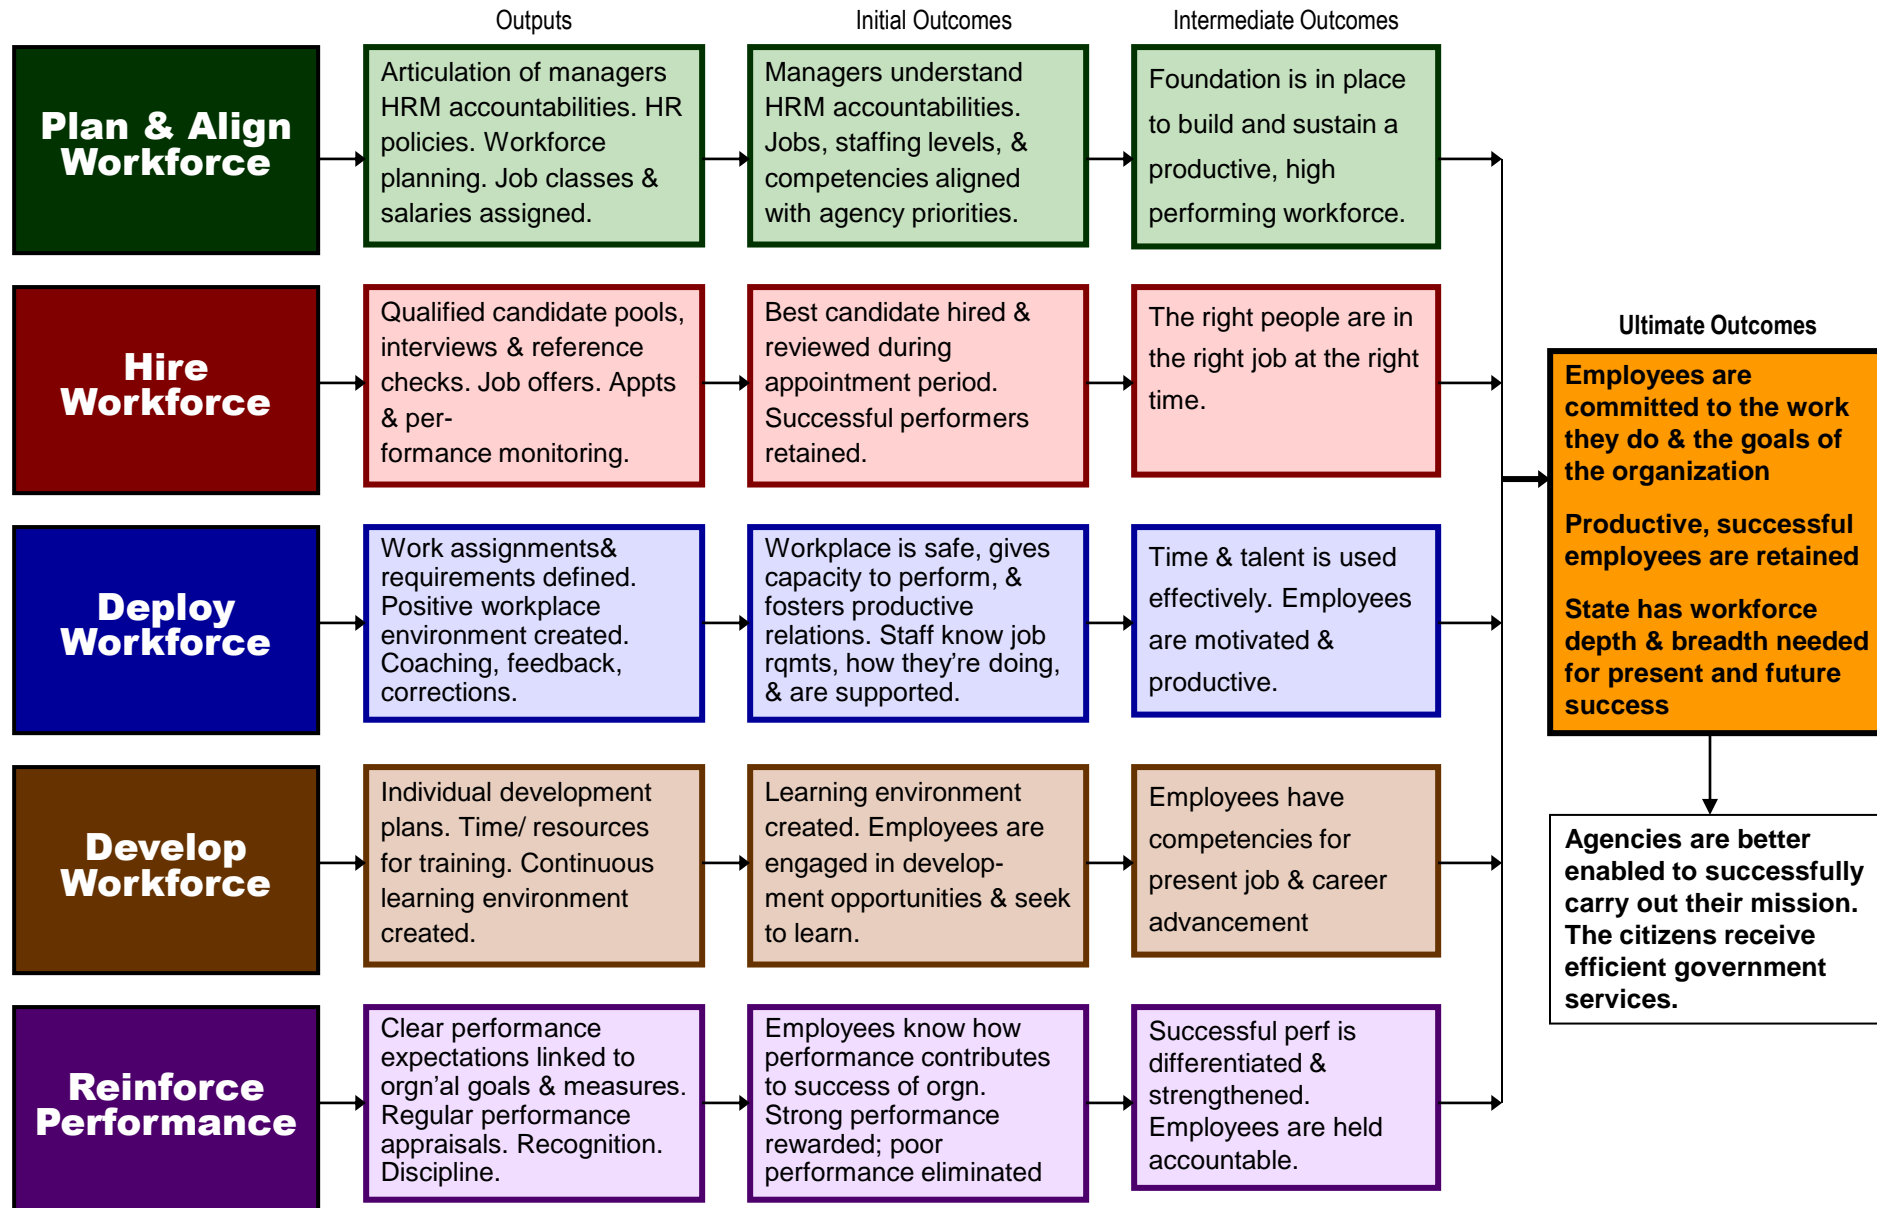 Outputs
Initial Outcomes
Intermediate Outcomes
Plan & Align
Workforce
Articulation of managers
HRM accountabilities. HR
policies. Workforce
planning. Job classes &
salaries assigned.
Managers understand
HRM accountabilities.
Jobs, staffing levels, &
competencies aligned
with agency priorities.
Foundation is in place
to build and sustain a
productive, high
performing workforce.
Hire
Workforce
Qualified candidate pools,
interviews & reference
checks. Job offers. Appts
& per-
formance monitoring.
Best candidate hired &
reviewed during
appointment period.
Successful performers
retained.
The right people are in
the right job at the right
time.
Deploy
Workforce
Work assignments&
requirements defined.
Positive workplace
environment created.
Coaching, feedback,
corrections.
Workplace is safe, gives
capacity to perform, &
fosters productive
relations. Staff know job
rqmts, how they’re doing,
& are supported.
Time & talent is used
effectively. Employees
are motivated &
productive.
Develop
Workforce
Individual development
plans. Time/ resources
for training. Continuous
learning environment
created.
Learning environment
created. Employees are
engaged in develop-
ment opportunities & seek
to learn.
Employees have
competencies for
present job & career
advancement
Reinforce
Performance
Clear performance
expectations linked to
orgn’al goals & measures.
Regular performance
appraisals. Recognition.
Discipline.
Employees know how
performance contributes
to success of orgn.
Strong performance
rewarded; poor
performance eliminated
Successful perf is
differentiated &
strengthened.
Employees are held
accountable.
Ultimate Outcomes
Employees are
committed to the work
they do & the goals of
the organization
Productive, successful
employees are retained
State has workforce
depth & breadth needed
for present and future
success
Agencies are better
enabled to successfully
carry out their mission.
The citizens receive
efficient government
services.